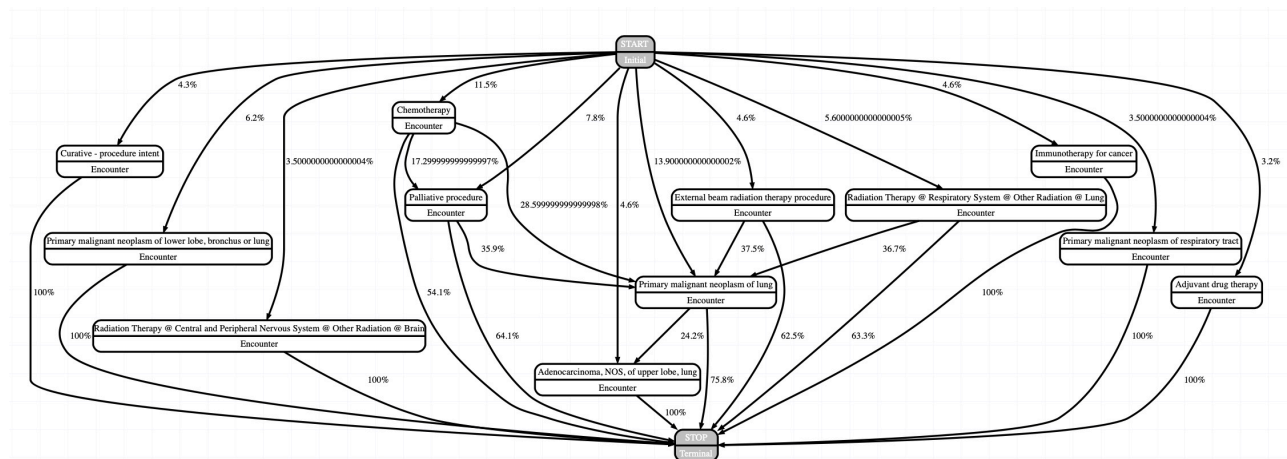 START
Initial
4.3%
11.5%
4.6%
6.2%
Chemotherapy
Encounter
7.8%
4.6%
5.6000000000000005%
3.5000000000000004%
Curative - procedure intent
Encounter
3.5000000000000004%
17.299999999999997%
13.900000000000002%
Immunotherapy for cancer
Encounter
3.2%
Palliative procedure
Encounter
28.599999999999998%
4.6%
External beam radiation therapy procedure
Encounter
Radiation Therapy @ Respiratory System @ Other Radiation @ Lung
Encounter
Primary malignant neoplasm of lower lobe, bronchus or lung
Encounter
35.9%
37.5%
36.7%
Primary malignant neoplasm of respiratory tract
Encounter
100%
54.1%
Primary malignant neoplasm of lung
Encounter
100%
Adjuvant drug therapy
Encounter
Radiation Therapy @ Central and Peripheral Nervous System @ Other Radiation @ Brain
Encounter
100%
64.1%
24.2%
62.5%
63.3%
100%
Adenocarcinoma, NOS, of upper lobe, lung
Encounter
100%
75.8%
100%
100%
STOP
Terminal